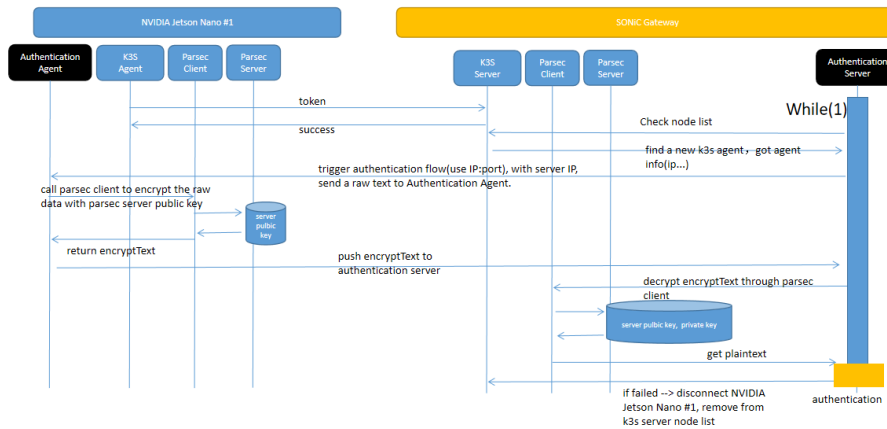 NVIDIA Jetson Nano #1
SONiC Gateway
Authentication
Agent
K3S
Agent
Parsec
Client
Parsec
Server
K3S
Server
Parsec
Client
Parsec
Server
Authentication
Server
While(1)
token
success
Check node list
find a new k3s agent，got agent
info(ip...)
trigger authentication flow(use IP:port), with server IP,
send a raw text to Authentication Agent.
call parsec client to encrypt the raw
data with parsec server public key
server
pulbic
key
return encryptText
push encryptText to
authentication server
decrypt encryptText through parsec
client
server pulbic key, private key
get plaintext
if failed --> disconnect NVIDIA
Jetson Nano #1, remove from
k3s server node list
authentication